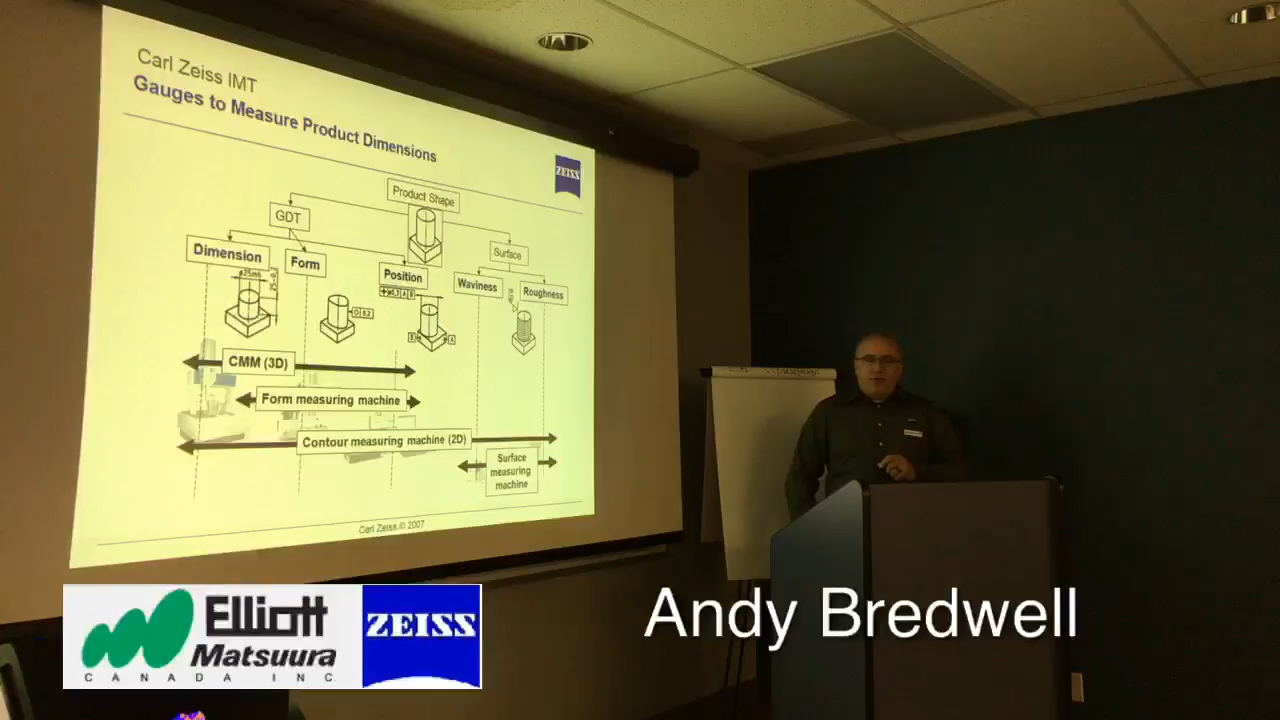 Carl Zeiss IMT
Gauges to Measure Product Dimensions
ZEISS
Product Shape
GDT
Surface
Dimension
Form
Position
Waviness
Roughness
ø25m6
B
A
CMM (3D)
Form measuring machine
Contour measuring machine (2D)
Surface
measuring
machine
Carl Zeiss © 2007
Elliott
Matsuura
CANADA INC
ZEISS
Andy Bredwell